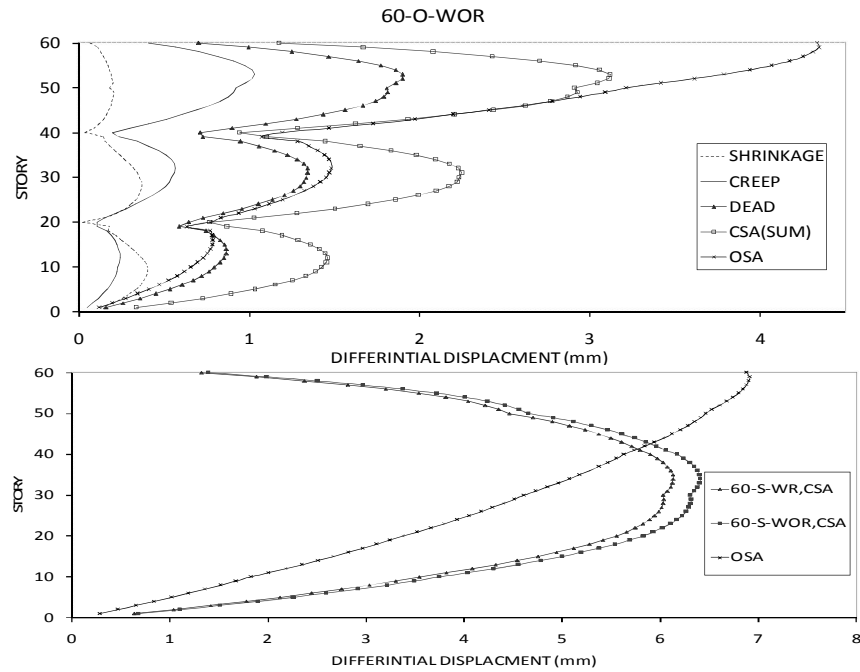 60-O-WOR
60
50
40
30
20
10
0
STORY
SHRINKAGE
CREEP
DEAD
CSA(SUM)
OSA
0 1 2 3 4
DIFFERINTIAL DISPLACMENT (mm)
60
50
40
30
20
10
0
STORY
60-S-WR,CSA
60-S-WOR,CSA
OSA
0 1 2 3 4 5 6 7 8
DIFFERINTIAL DISPLACMENT (mm)